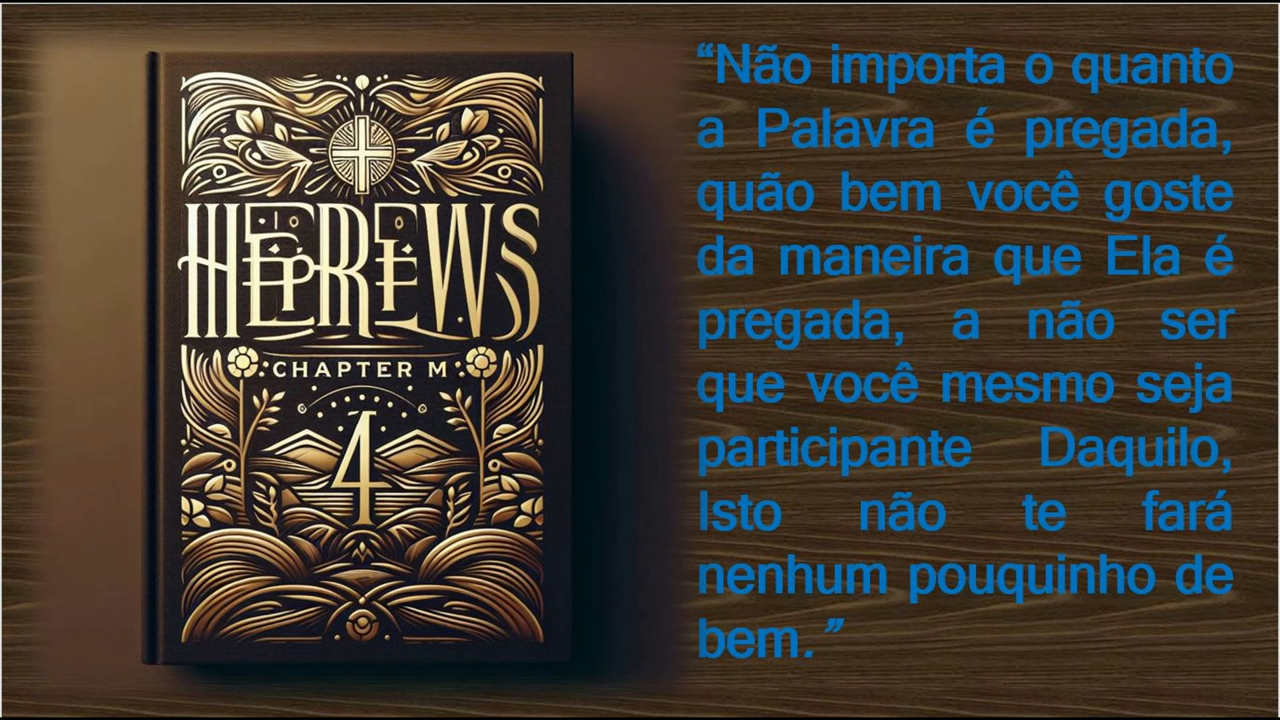 HEBREWS
CHAPTER M
4
“Não importa o quanto
a Palavra é pregada,
quão bem você goste
da maneira que Ela é
pregada, a não ser
que você mesmo seja
participante Daquilo,
Isto não te fará
nenhum pouquinho de
bem.”